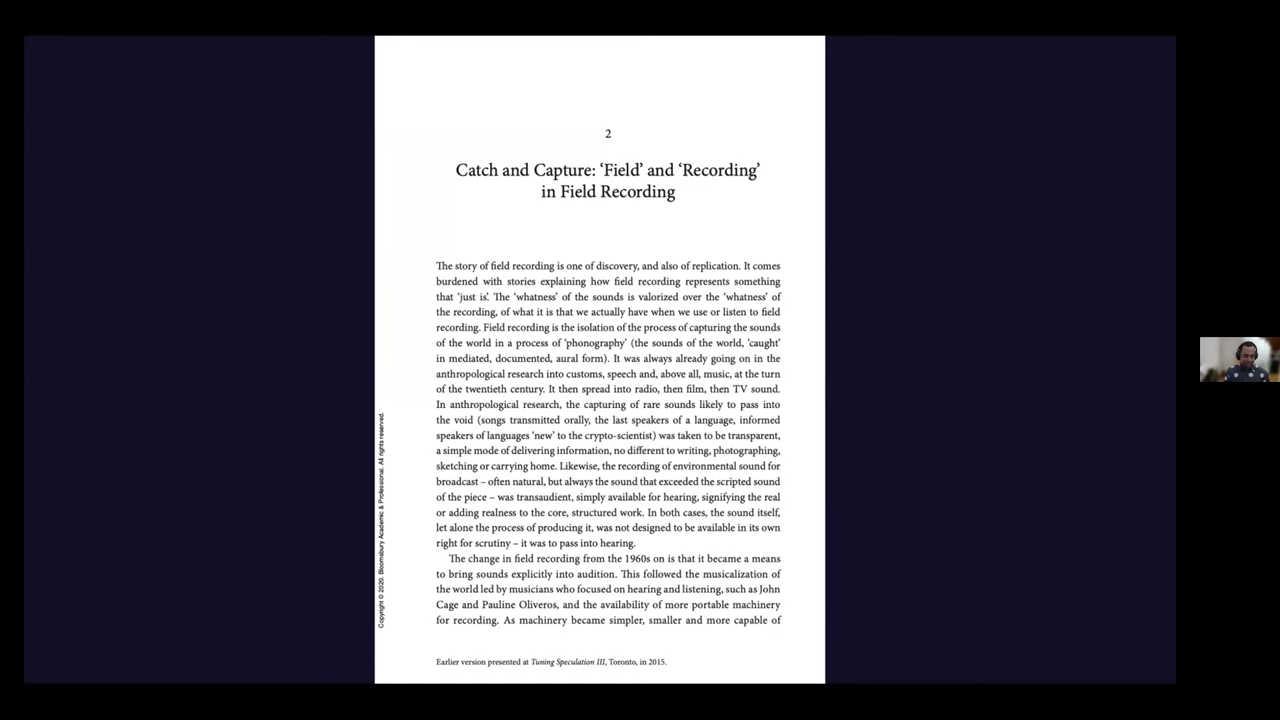 2
Catch and Capture: ‘Field’ and ‘Recording’
in Field Recording
The story of field recording is one of discovery, and also of replication. It comes
burdened with stories explaining how field recording represents something
that ‘just is’. The ‘whatness’ of the sounds is valorized over the ‘whatness’ of
the recording, of what it is that we actually have when we use or listen to field
recording. Field recording is the isolation of the process of capturing the sounds
of the world in a process of ‘phonography’ (the sounds of the world, ‘caught’
in mediated, documented, aural form). It was always already going on in the
anthropological research into customs, speech and, above all, music, at the turn
of the twentieth century. It then spread into radio, then film, then TV sound.
In anthropological research, the capturing of rare sounds likely to pass into
the void (songs transmitted orally, the last speakers of a language, informed
speakers of languages ‘new’ to the crypto-scientist) was taken to be transparent,
a simple mode of delivering information, no different to writing, photographing,
sketching or carrying home. Likewise, the recording of environmental sound for
broadcast – often natural, but always the sound that exceeded the scripted sound
of the piece – was transaudient, simply available for hearing, signifying the real
or adding realness to the core, structured work. In both cases, the sound itself,
let alone the process of producing it, was not designed to be available in its own
right for scrutiny – it was to pass into hearing.
The change in field recording from the 1960s on is that it became a means
to bring sounds explicitly into audition. This followed the musicalization of
the world led by musicians who focused on hearing and listening, such as John
Cage and Pauline Oliveros, and the availability of more portable machinery
for recording. As machinery became simpler, smaller and more capable of
Earlier version presented at Tuning Speculation III, Toronto, in 2015.
Copyright © 2020. Bloomsbury Academic & Professional. All rights reserved.